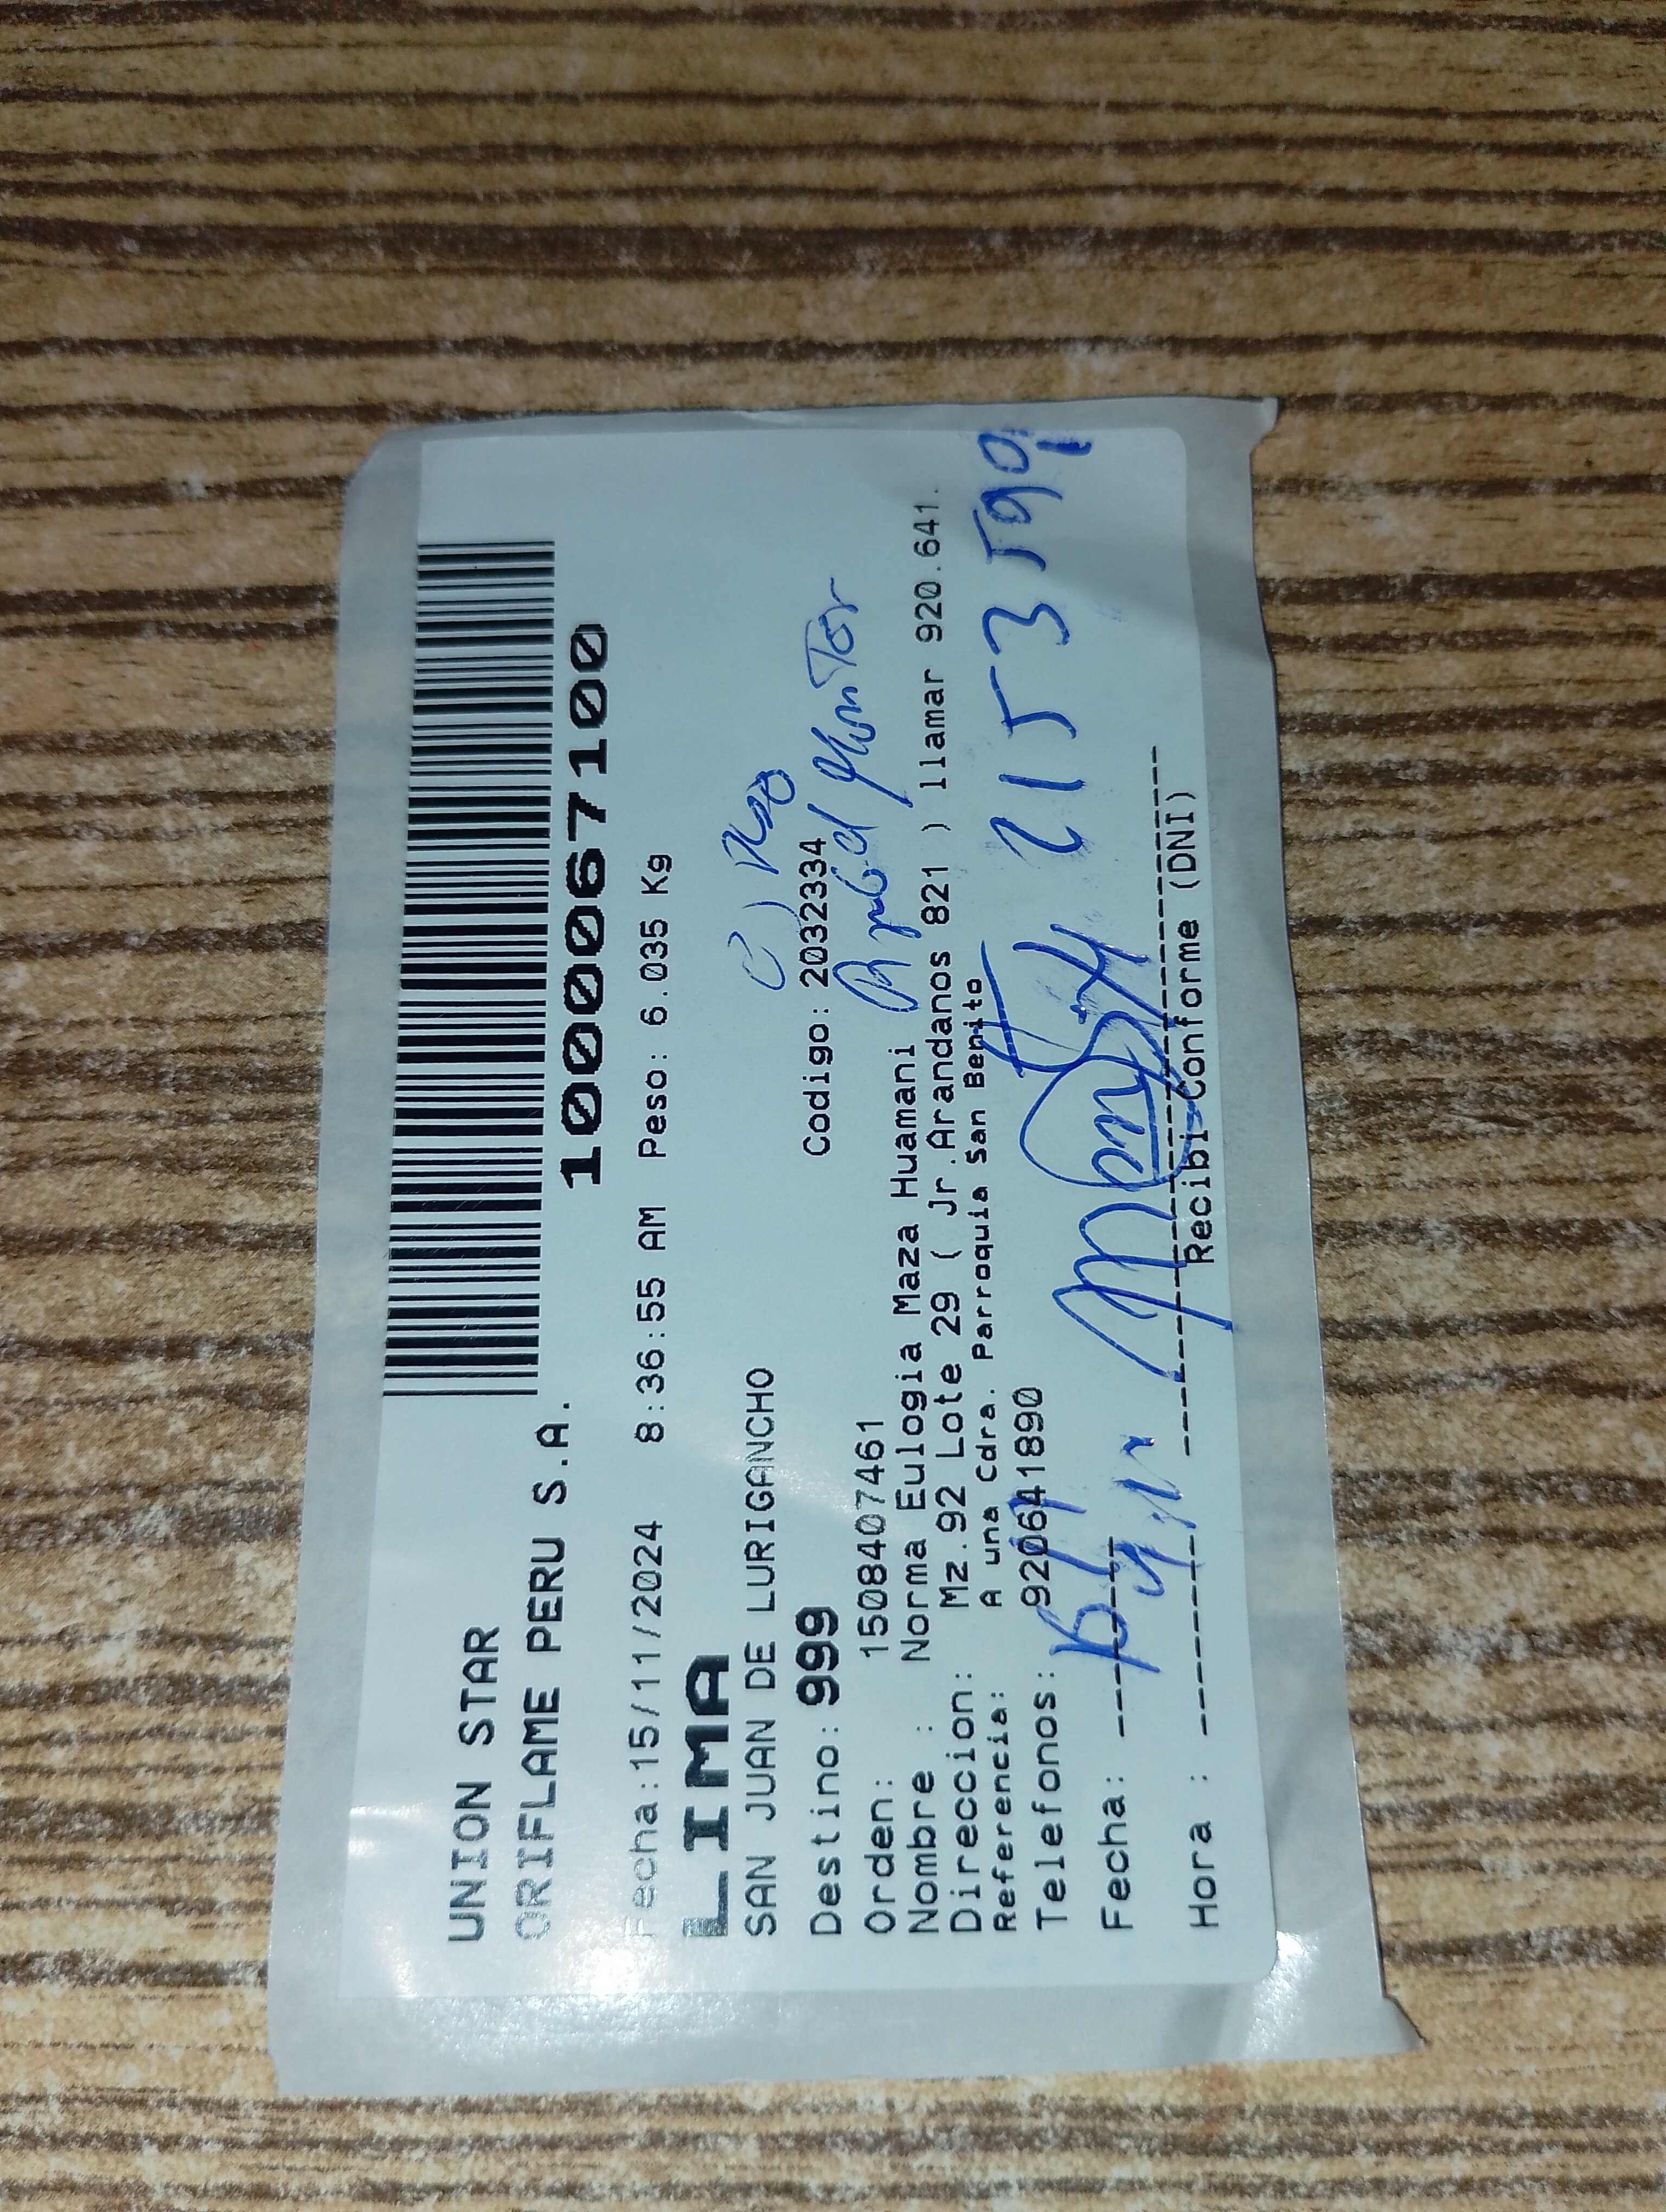 UNION STAR
ORIFLAME PERU S.A.
1000067100
Fecha:15/11/2024 8:36:55 AM Peso: 6.035 Kg
LIMA
SAN JUAN DE LURIGANCHO
Destino: 999 Codigo: 2032334
Orden: 1508407461
Nombre : Norma Eulogia Maza Huamani
Direccion: Mz.92 Lote 29 ( Jr.Arandanos 821 ) llamar 920.641.
Referencia: A una Cdra. Parroquia San Benito
Telefonos: 920641890
Fecha:
Hora :
Recibi Conforme (DNI)